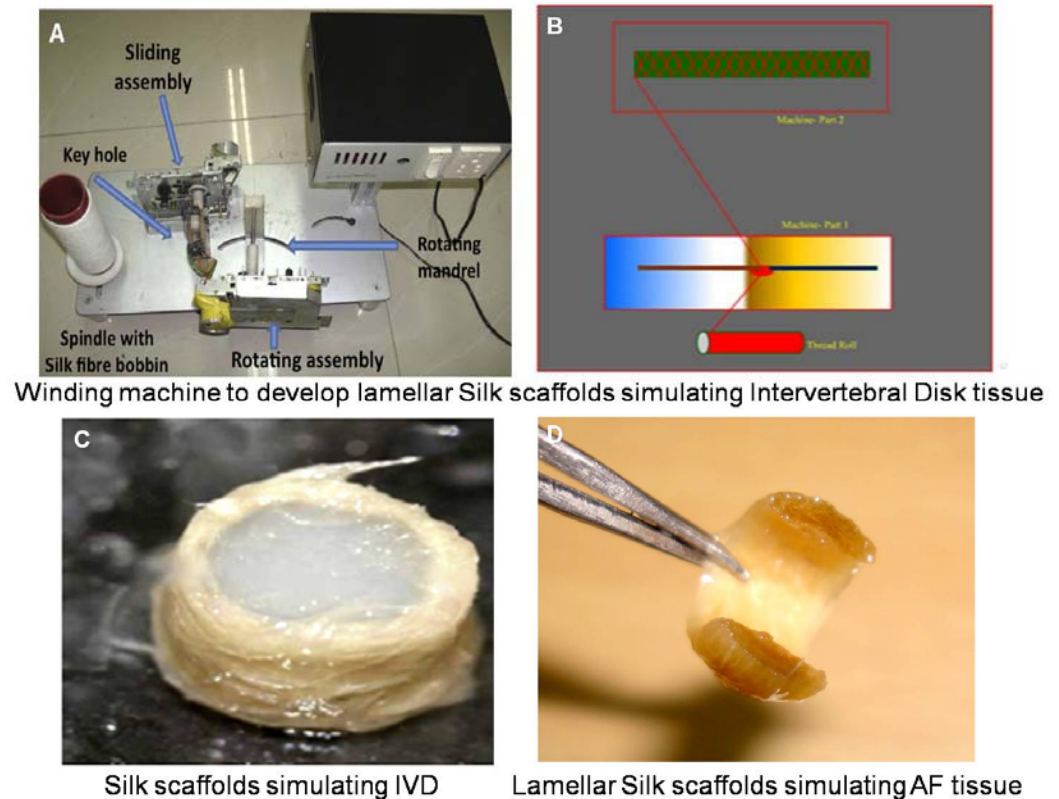 A
Sliding
assembly
Key hole
Rotating
mandrel
Spindle with
Silk fibre bobbin
Rotating assembly
B
Machine- Part 2
Machine- Part 1
Thread Roll
Winding machine to develop lamellar Silk scaffolds simulating Intervertebral Disk tissue
C
D
Silk scaffolds simulating IVD
Lamellar Silk scaffolds simulating AF tissue